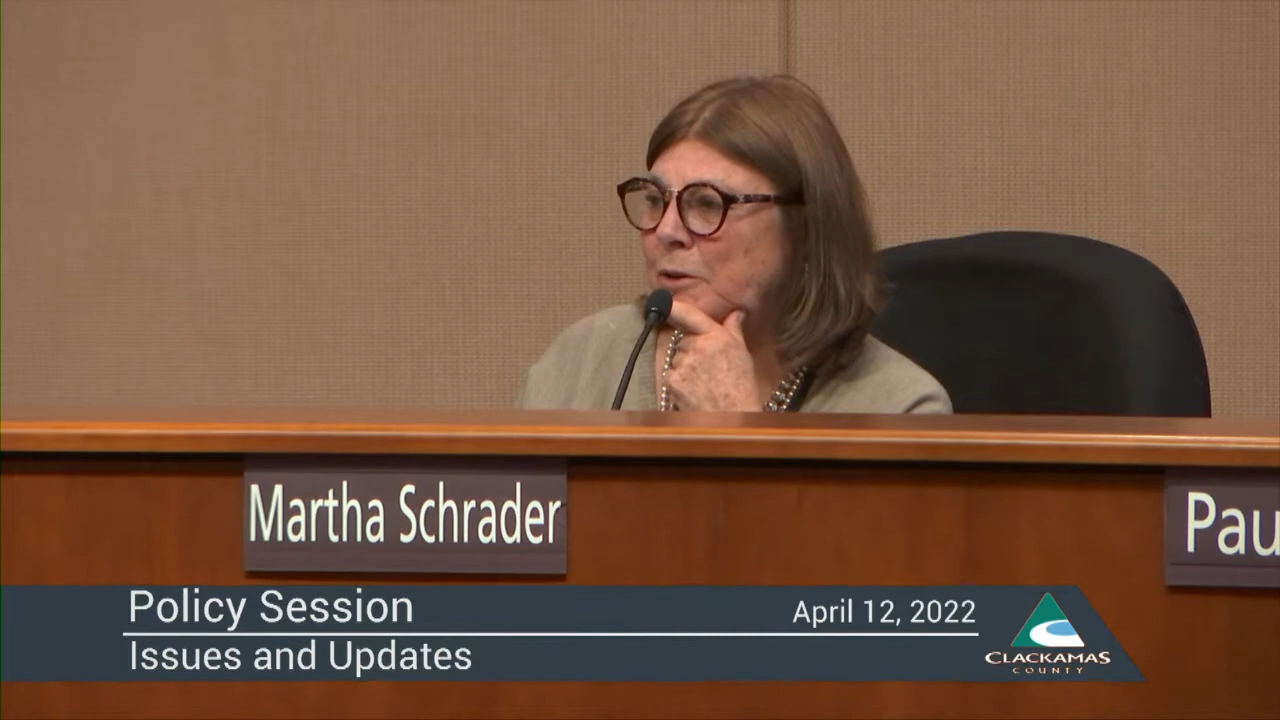 Martha Schrader
Pau
Policy Session
April 12, 2022
Issues and Updates
CLACKAMAS
COUNTY